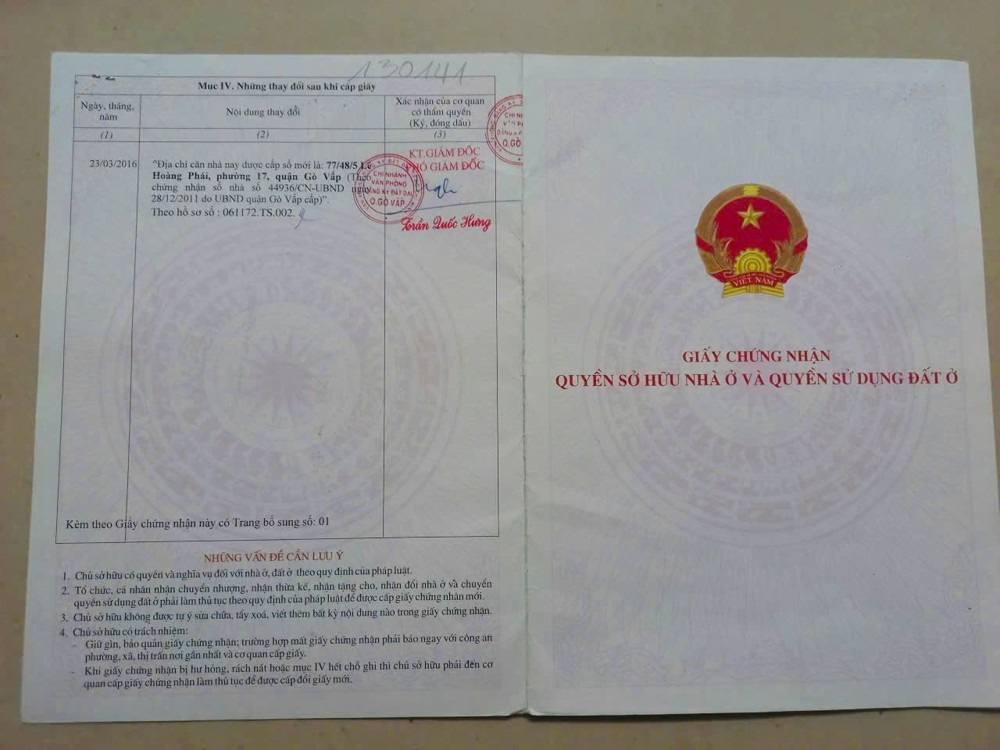 130141
Mục IV. Những thay đổi sau khi cấp giấy
Ngày, tháng, năm
Nội dung thay đổi
Xác nhận của cơ quan
có thẩm quyền
(Ký, đóng dấu)
(1)
(2)
(3)
23/03/2016
"Địa chỉ căn nhà nay được cấp số mới là: 77/48/5 Lê
Hoàng Phái, phường 17, quận Gò Vấp (Theo
chứng nhận số nhà số 44936/CN-UBND ngày
28/12/2011 do UBND quận Gò Vấp cấp)".
Theo hồ sơ số : 061172.TS.002.
KT.GIÁM ĐỐC
PHÓ GIÁM ĐỐC
CHI NHÁNH
VĂN PHÒNG
ĐĂNG KÝ ĐẤT ĐAI
Q.GÒ VẤP
Trần Quốc Hưng
Kèm theo Giấy chứng nhận này có Trang bổ sung số: 01
NHỮNG VẤN ĐỀ CẦN LƯU Ý
1. Chủ sở hữu có quyền và nghĩa vụ đối với nhà ở, đất ở theo quy định của pháp luật.
2. Tổ chức, cá nhân nhận chuyển nhượng, nhận thừa kế, nhận tặng cho, nhận đổi nhà ở và chuyển
quyền sử dụng đất ở phải làm thủ tục theo quy định của pháp luật để được cấp giấy chứng nhận mới.
3. Chủ sở hữu không được tự ý sửa chữa, tẩy xoá, viết thêm bất kỳ nội dung nào trong giấy chứng nhận.
4. Chủ sở hữu có trách nhiệm:
- Giữ gìn, bảo quản giấy chứng nhận; trường hợp mất giấy chứng nhận phải báo ngay với công an
phường, xã, thị trấn nơi gần nhất và cơ quan cấp giấy.
- Khi giấy chứng nhận bị hư hỏng, rách nát hoặc mục IV hết chỗ ghi thì chủ sở hữu phải đến cơ
quan cấp giấy chứng nhận làm thủ tục để được cấp đổi giấy mới.
VIỆT NAM
GIẤY CHỨNG NHẬN
QUYỀN SỞ HỮU NHÀ Ở VÀ QUYỀN SỬ DỤNG ĐẤT Ở